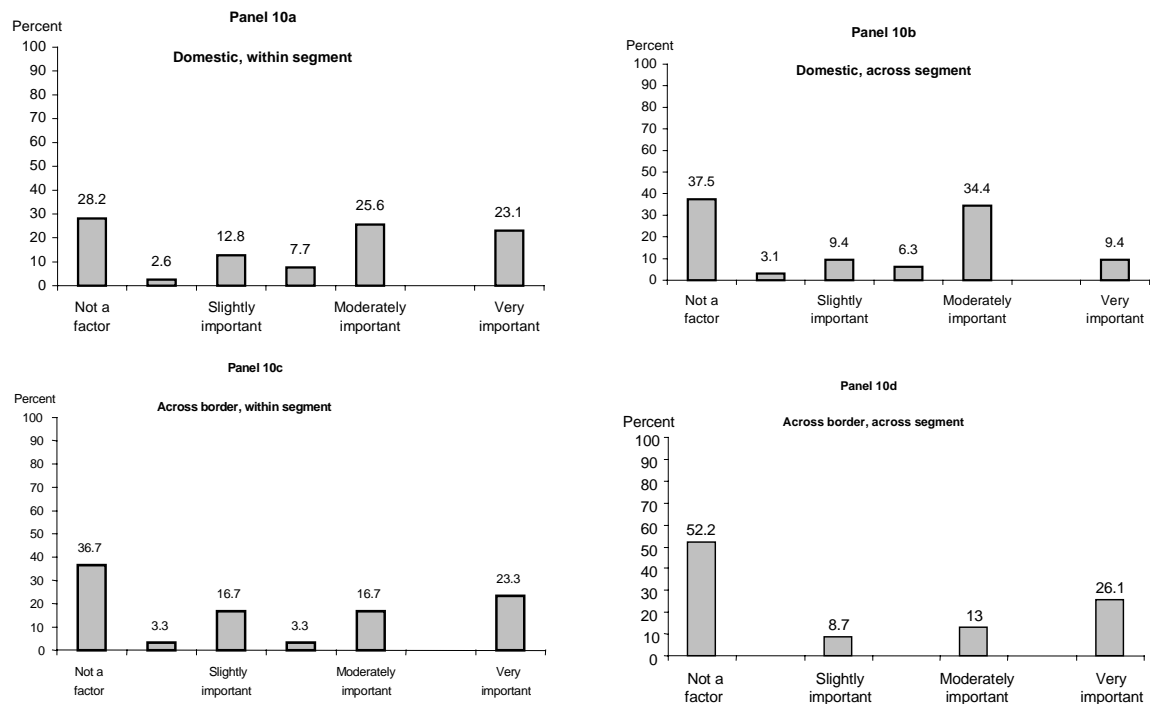 Panel 10a
Percent
Domestic, within segment
100
90
80
70
60
50
40
30
20
10
0
28.2
2.6
12.8
7.7
25.6
23.1
Not a
factor
Slightly
important
Moderately
important
Very
important
Panel 10b
Percent
Domestic, across segment
100
90
80
70
60
50
40
30
20
10
0
37.5
3.1
9.4
6.3
34.4
9.4
Not a
factor
Slightly
important
Moderately
important
Very
important
Panel 10c
Percent
Across border, within segment
100
90
80
70
60
50
40
30
20
10
0
36.7
3.3
16.7
3.3
16.7
23.3
Not a
factor
Slightly
important
Moderately
important
Very
important
Panel 10d
Percent
Across border, across segment
100
90
80
70
60
50
40
30
20
10
0
52.2
8.7
13
26.1
Not a
factor
Slightly
important
Moderately
important
Very
important